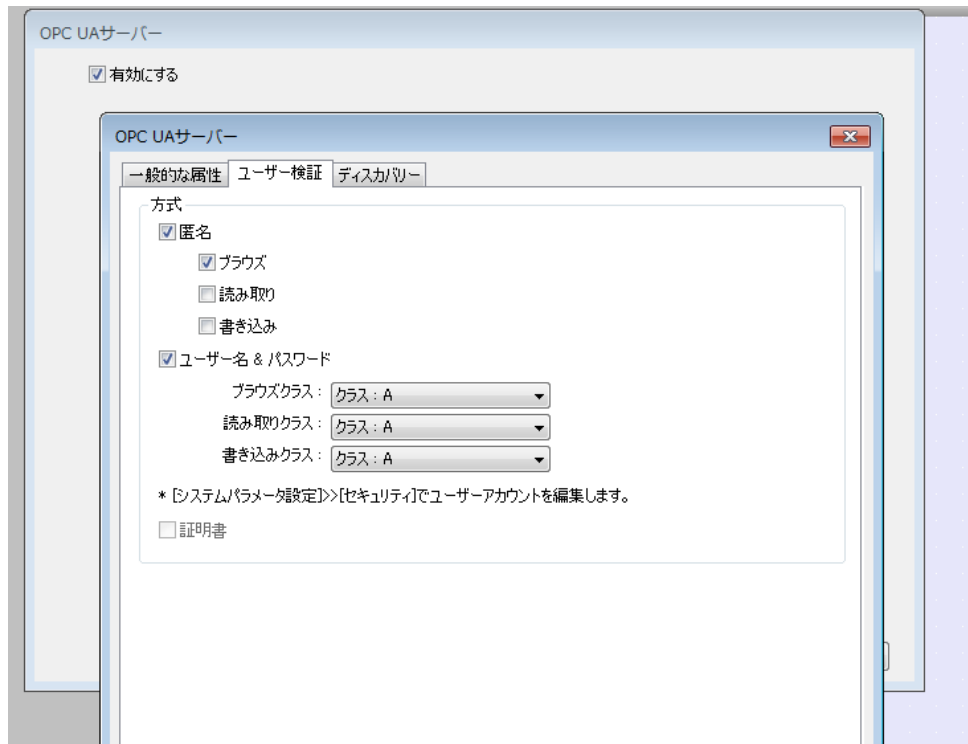 OPC UAサーバー
有効にする
OPC UAサーバー
一般的な属性 ユーザー検証 ディスカバリー
方式
匿名
ブラウズ
読み取り
書き込み
ユーザー名 & パスワード
ブラウズクラス : クラス : A
読み取りクラス : クラス : A
書き込みクラス : クラス : A
* [システムパラメータ設定]>>[セキュリティ]でユーザーアカウントを編集します。
証明書